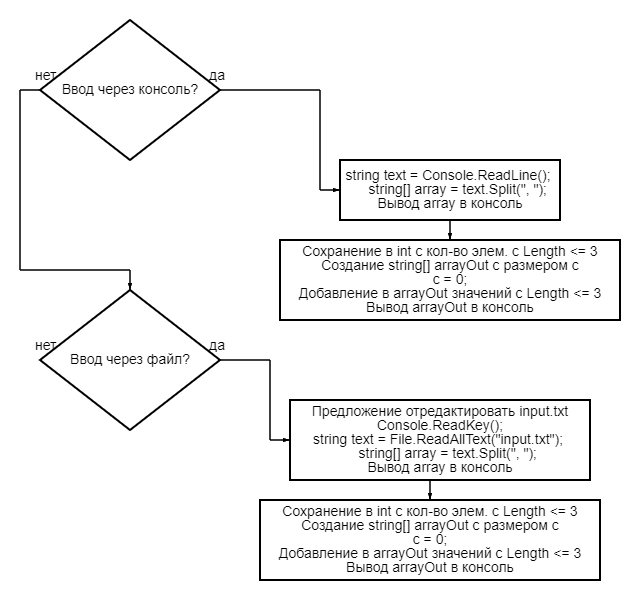 нет
да
Ввод через консоль?
string text = Console.ReadLine();
string[] array = text.Split(", ");
Вывод array в консоль
Сохранение в int c кол-во элем. с Length <= 3
Создание string[] arrayOut с размером c
c = 0;
Добавление в arrayOut значений с Length <= 3
Вывод arrayOut в консоль
нет
да
Ввод через файл?
Предложение отредактировать input.txt
Console.ReadKey();
string text = File.ReadAllText("input.txt");
string[] array = text.Split(", ");
Вывод array в консоль
Сохранение в int c кол-во элем. с Length <= 3
Создание string[] arrayOut с размером c
c = 0;
Добавление в arrayOut значений с Length <= 3
Вывод arrayOut в консоль